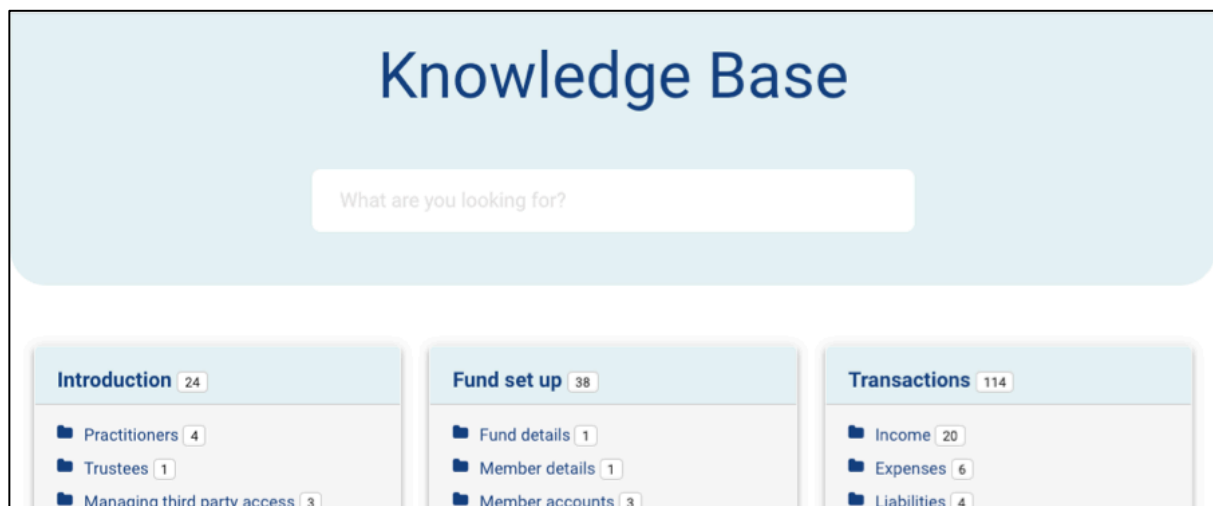 Knowledge Base
What are you looking for?
Introduction 24
Practitioners 4
Trustees 1
Managing third party access 3
Fund set up 38
Fund details 1
Member details 1
Member accounts 3
Transactions 114
Income 20
Expenses 6
Liabilities 4